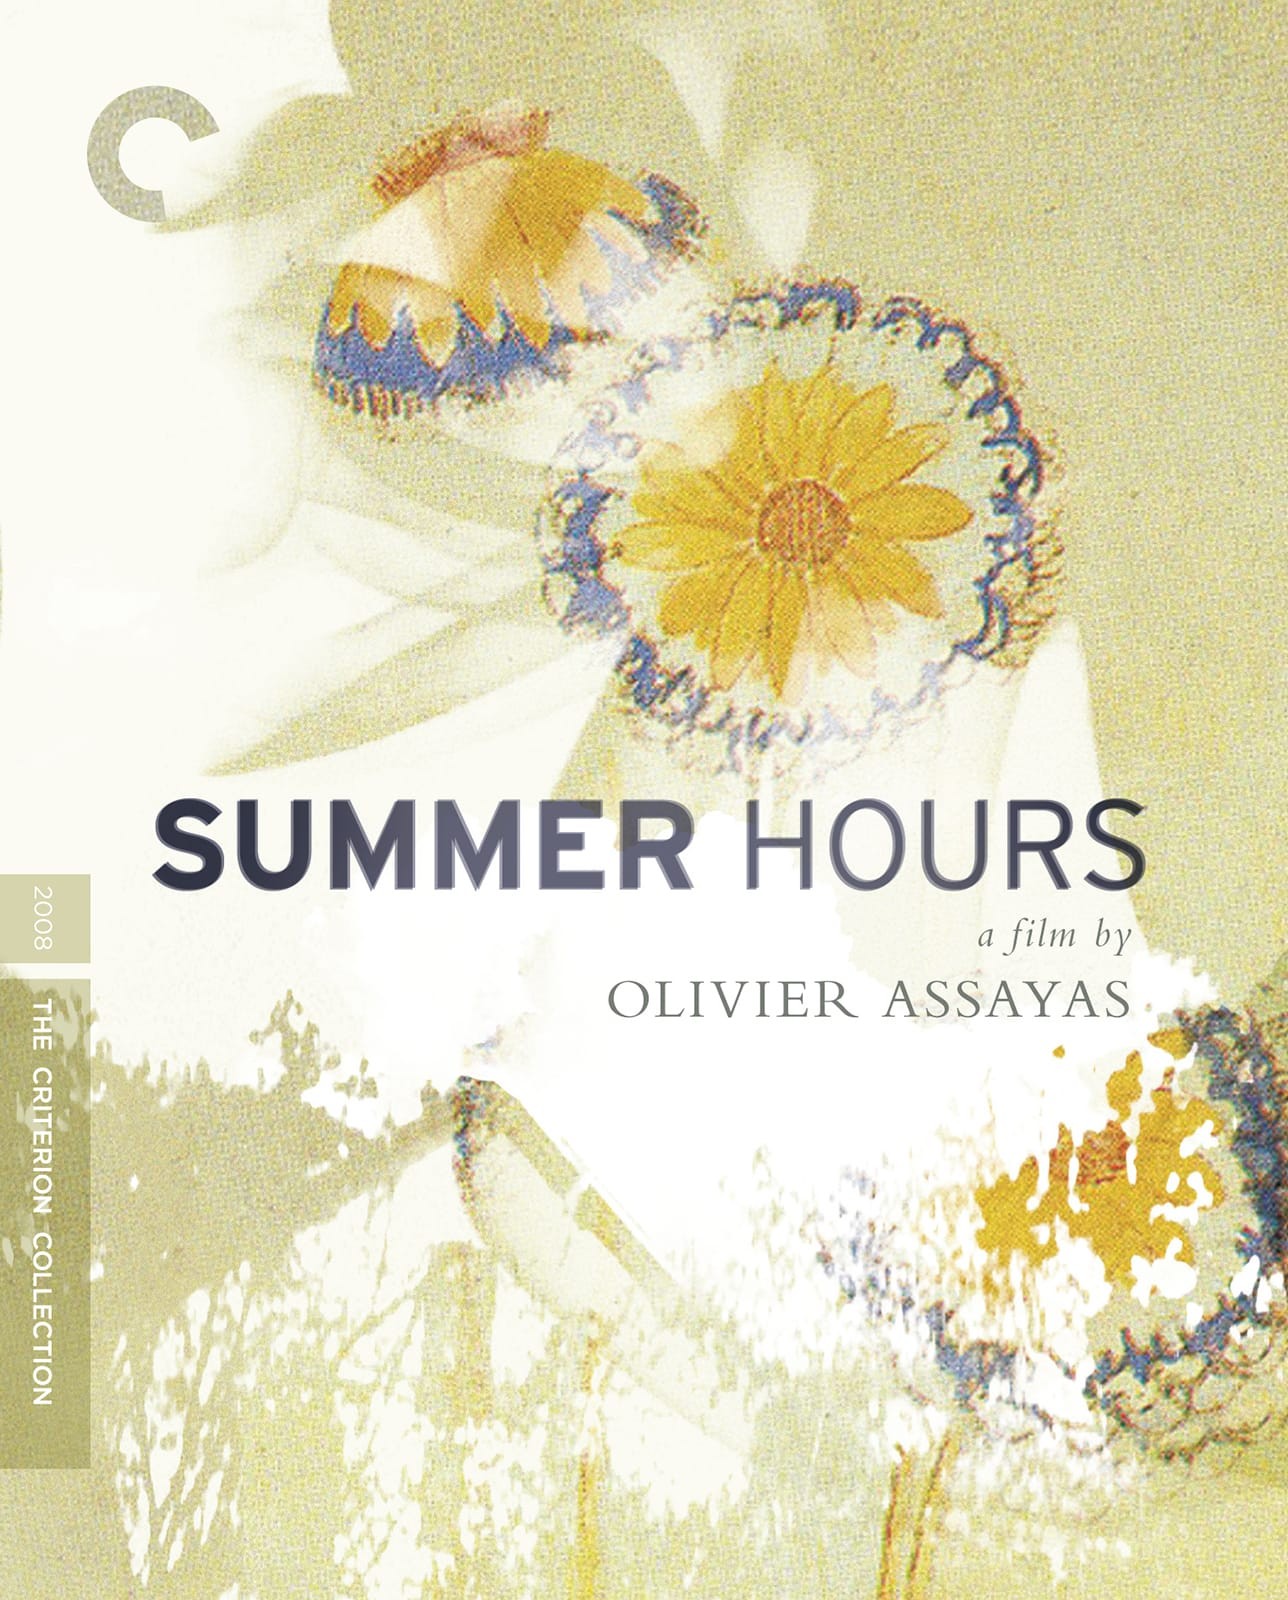 SUMMER HOURS
a film by
OLIVIER ASSAYAS
2008
THE CRITERION COLLECTION